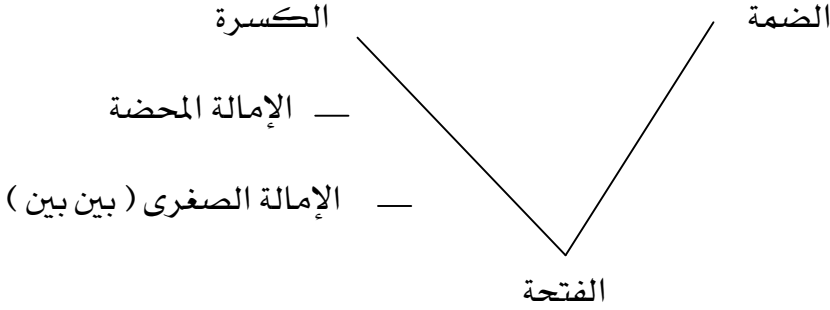 الضمة
الكسرة
الإمالة المحضة
الإمالة الصغرى ( بين بين )
الفتحة